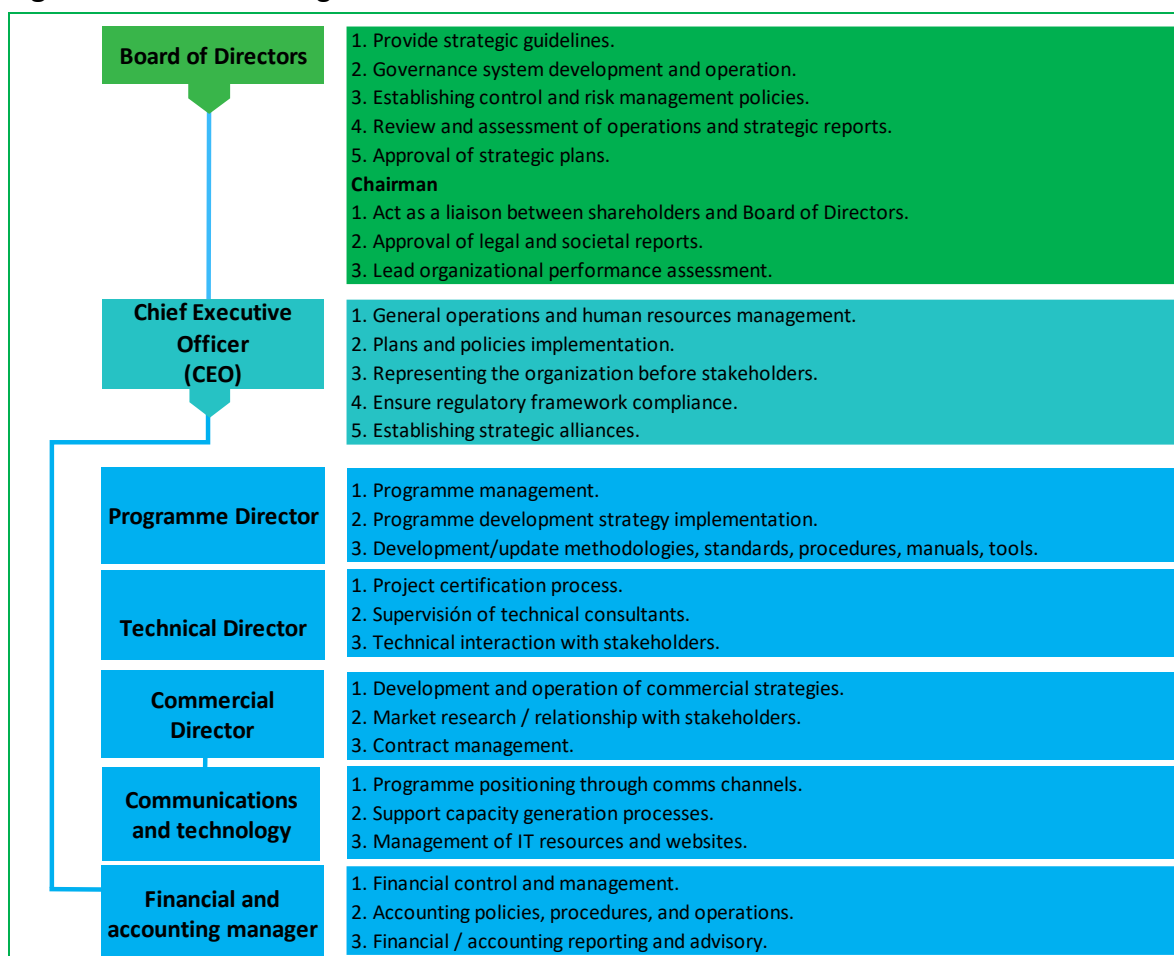 Board of Directors
1. Provide strategic guidelines.
2. Governance system development and operation.
3. Establishing control and risk management policies.
4. Review and assessment of operations and strategic reports.
5. Approval of strategic plans.
Chairman
1. Act as a liaison between shareholders and Board of Directors.
2. Approval of legal and societal reports.
3. Lead organizational performance assessment.
Chief Executive
Officer
(CEO)
1. General operations and human resources management.
2. Plans and policies implementation.
3. Representing the organization before stakeholders.
4. Ensure regulatory framework compliance.
5. Establishing strategic alliances.
Programme Director
1. Programme management.
2. Programme development strategy implementation.
3. Development/update methodologies, standards, procedures, manuals, tools.
Technical Director
1. Project certification process.
2. Supervisión of technical consultants.
3. Technical interaction with stakeholders.
Commercial
Director
1. Development and operation of commercial strategies.
2. Market research / relationship with stakeholders.
3. Contract management.
Communications
and technology
1. Programme positioning through comms channels.
2. Support capacity generation processes.
3. Management of IT resources and websites.
Financial and
accounting manager
1. Financial control and management.
2. Accounting policies, procedures, and operations.
3. Financial / accounting reporting and advisory.